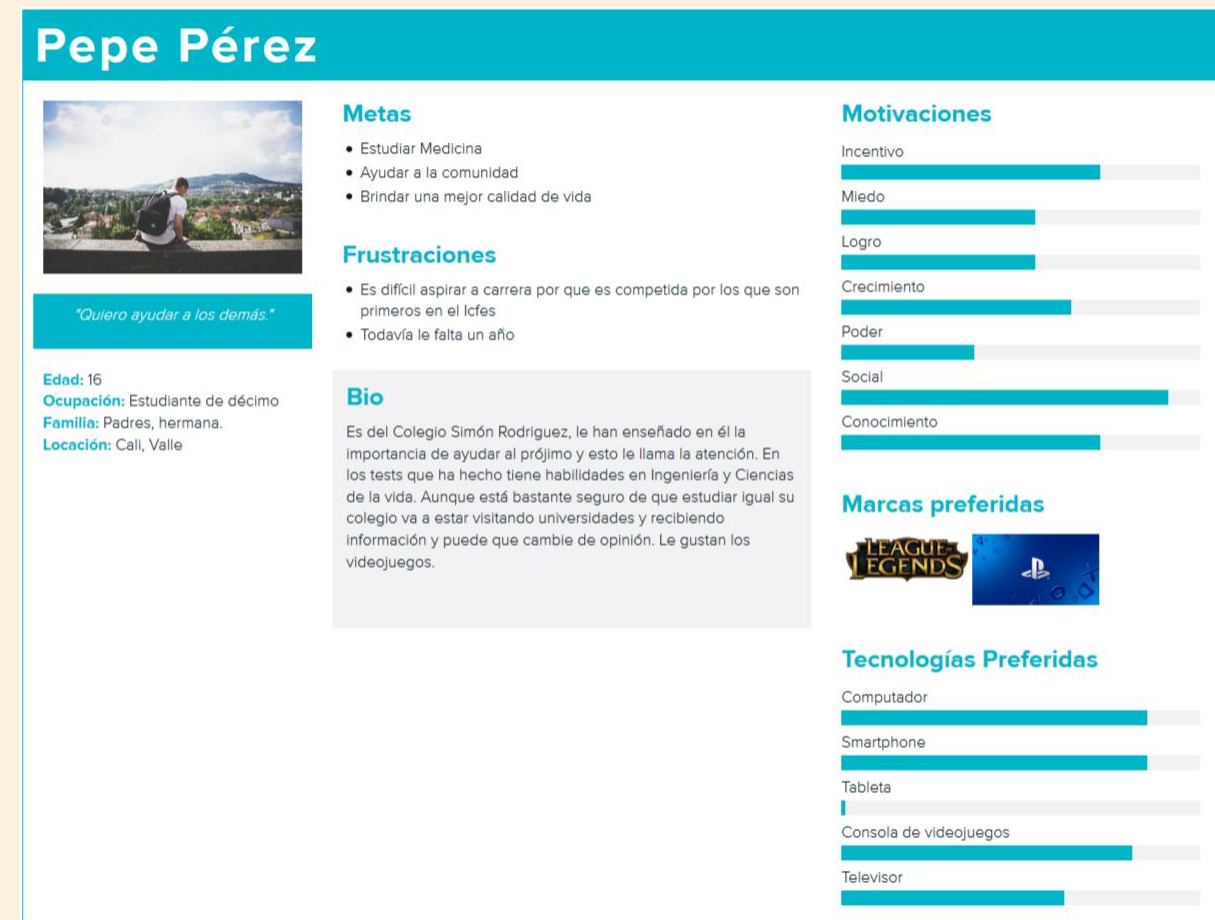 Pepe Pérez
"Quiero ayudar a los demás."
Edad: 16
Ocupación: Estudiante de décimo
Familia: Padres, hermana.
Locación: Cali, Valle
Metas
Estudiar Medicina
Ayudar a la comunidad
Brindar una mejor calidad de vida
Frustraciones
Es difícil aspirar a carrera por que es competida por los que son
primeros en el Icfes
Todavía le falta un año
Bio
Es del Colegio Simón Rodriguez, le han enseñado en él la
importancia de ayudar al prójimo y esto le llama la atención. En
los tests que ha hecho tiene habilidades en Ingeniería y Ciencias
de la vida. Aunque está bastante seguro de que estudiar igual su
colegio va a estar visitando universidades y recibiendo
información y puede que cambie de opinión. Le gustan los
videojuegos.
Motivaciones
Incentivo
Miedo
Logro
Crecimiento
Poder
Social
Conocimiento
Marcas preferidas
LEAGUE
LEGENDS
Tecnologías Preferidas
Computador
Smartphone
Tableta
Consola de videojuegos
Televisor